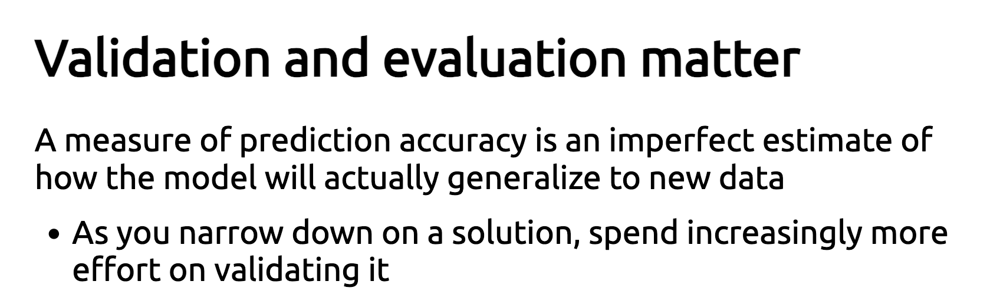 Validation and evaluation matter
A measure of prediction accuracy is an imperfect estimate of
how the model will actually generalize to new data
• As you narrow down on a solution, spend increasingly more
effort on validating it